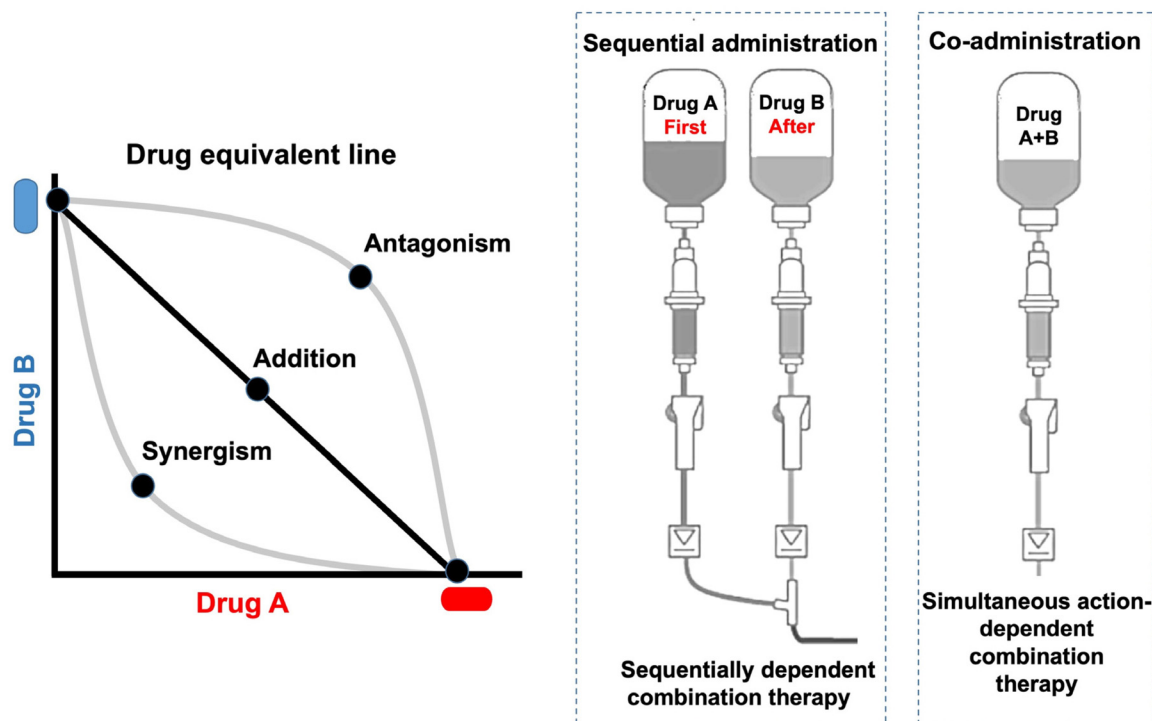 Drug equivalent line
Antagonism
Addition
Synergism
Drug B
Drug A
Sequential administration
Drug A
First
Drug B
After
Sequentially dependent
combination therapy
Co-administration
Drug
A+B
Simultaneous action-
dependent
combination
therapy